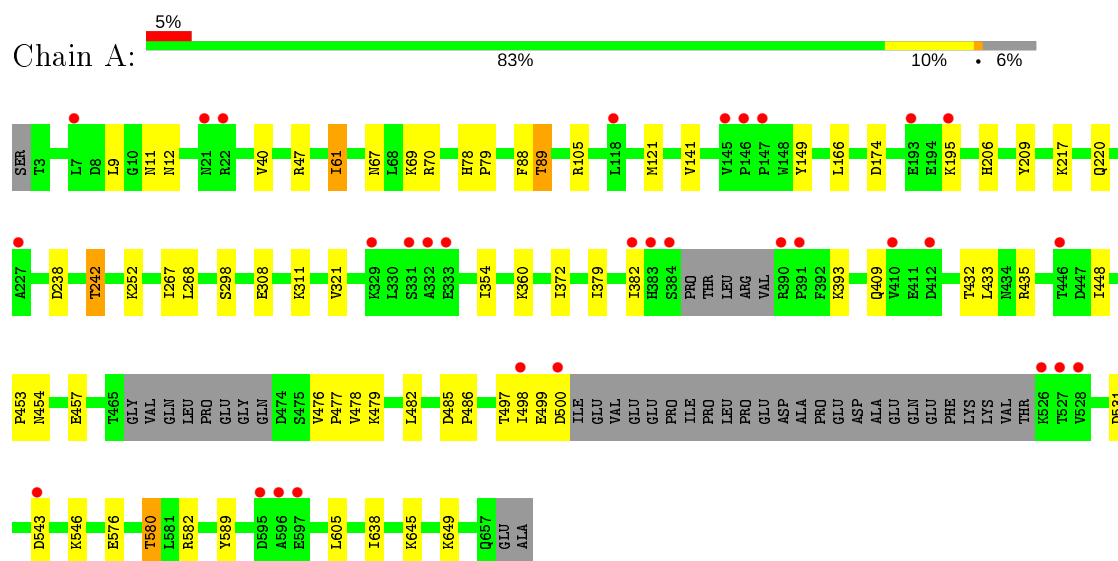 5%
Chain A:
83% 10% • 6%
SER T3 L7 D8 L9 G10 N11 N12 N21 R22 V40 R47 I61 N67 L68 K69 R70 H78 P79 F88 T89 R105 L118 M121 V141 V145 P146 P147 W148 Y149 L166 D174 E193 E194 K195 H206 Y209 K217 Q220
A227 D238 T242 K252 I267 L268 S298 E308 K311 V321 K329 L330 S331 A332 E333 I354 K360 I372 I379 I382 H383 S384 PRO THR LEU ARG VAL R390 P391 F392 K393 Q409 V410 E411 D412 T432 L433 N434 R435 T446 D447 I448
P453 N454 E457 T465 GLY VAL GLN LEU PRO GLU GLY GLN D474 S475 V476 P477 V478 K479 L482 D485 P486 T497 I498 E499 D500 ILE GLU VAL GLU GLU PRO ILE PRO LEU PRO GLU ASP ALA PRO GLU ASP ALA GLU GLN GLU PHE LYS LYS VAL THR K526 T527 V528 D531
D543 K546 E576 T580 L581 R582 Y589 D595 A596 E597 L605 I638 K645 K649 Q657 GLU ALA